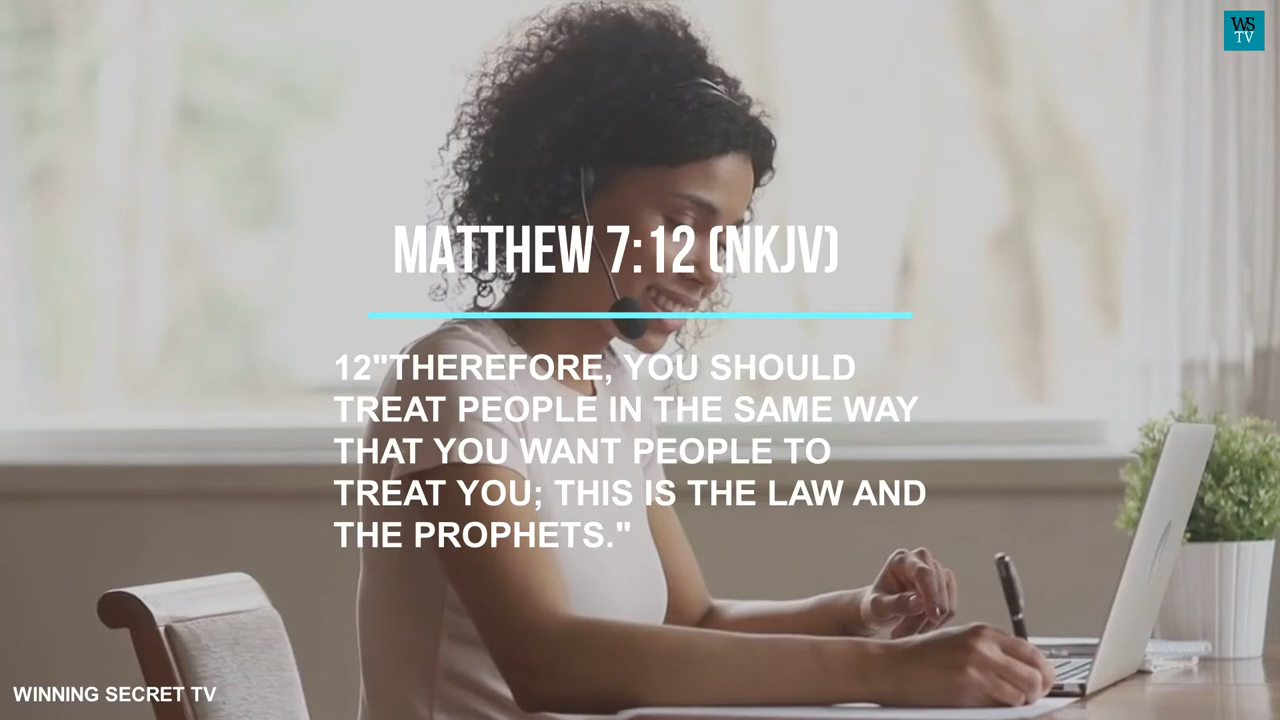 WS
TV
MATTHEW 7:12 (NKJV)
12"THEREFORE, YOU SHOULD
TREAT PEOPLE IN THE SAME WAY
THAT YOU WANT PEOPLE TO
TREAT YOU; THIS IS THE LAW AND
THE PROPHETS."
WINNING SECRET TV